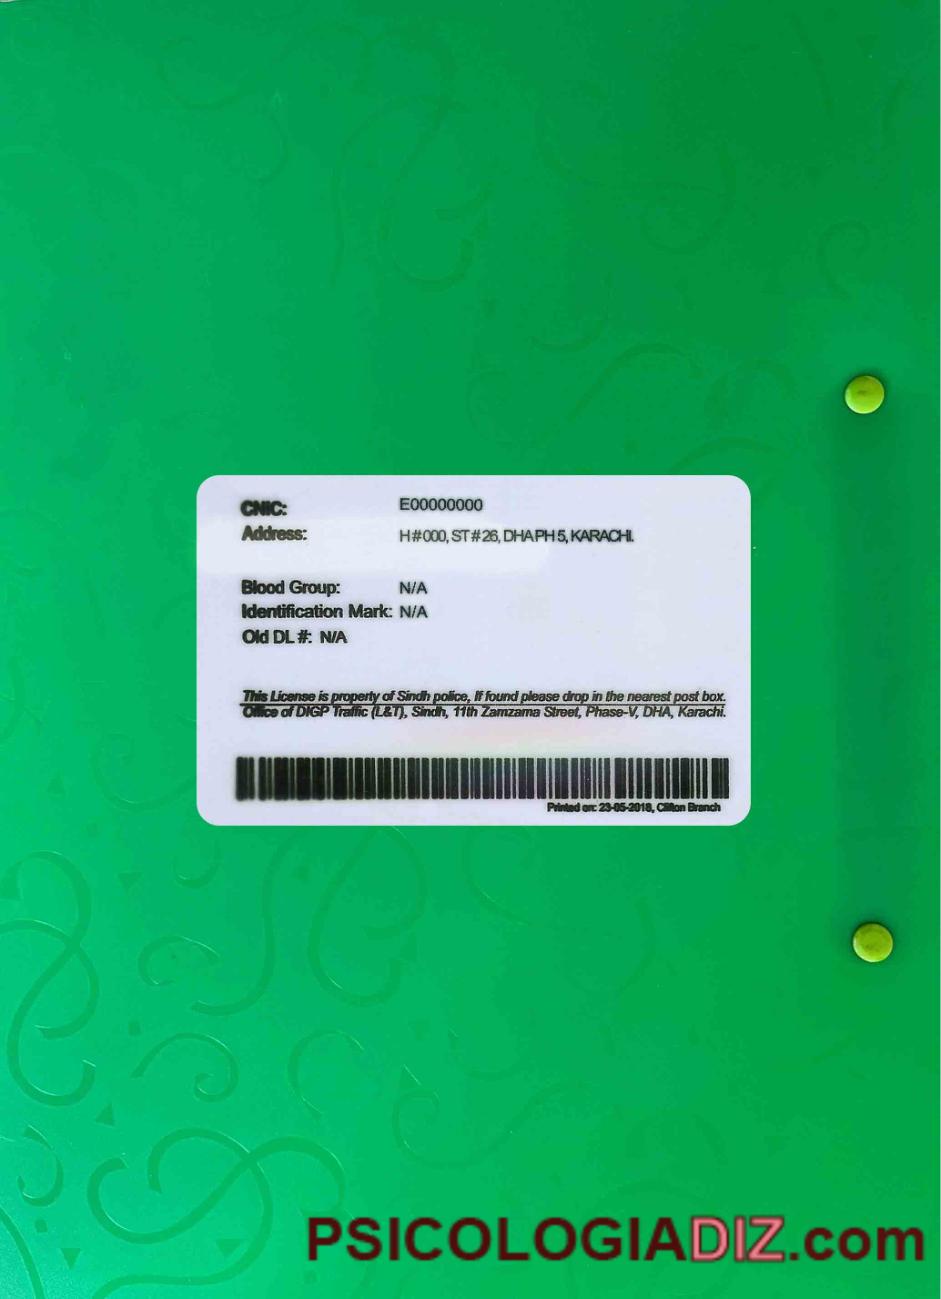 CNIC: E00000000
Address: H#000, ST#26, DHA PH 5, KARACHI.
Blood Group: N/A
Identification Mark: N/A
Old DL #: N/A
This License is property of Sindh police, If found please drop in the nearest post box.
Office of DIGP Traffic (L&T), Sindh, 11th Zamzama Street, Phase-V, DHA, Karachi.
Printed on: 23-05-2018, Clifton Branch
PSICOLOGIADIZ.com